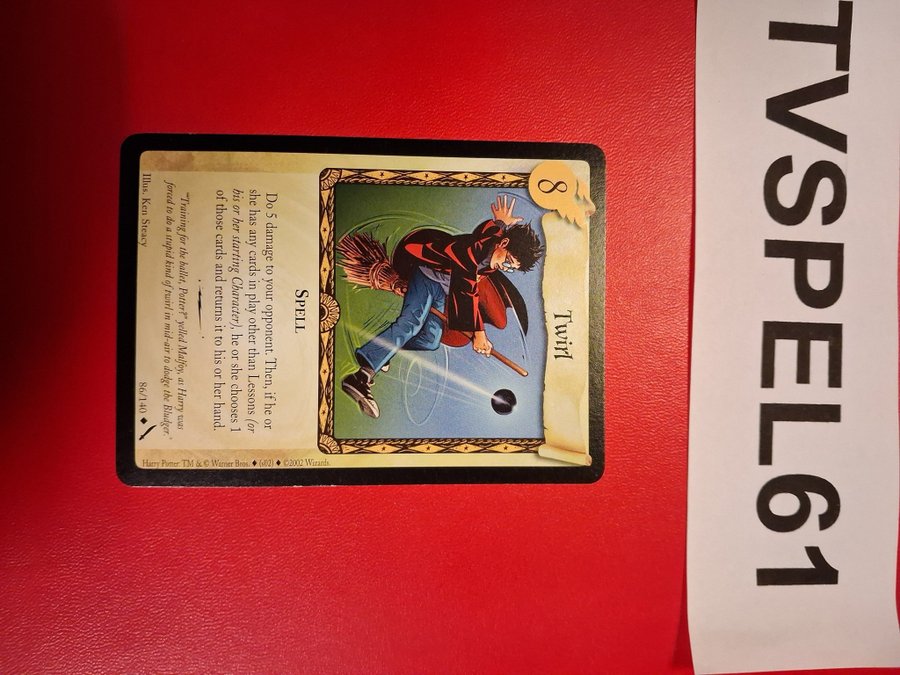 TVSPEL61
8
Twirl
SPELL
Do 5 damage to your opponent. Then, if he or
she has any cards in play other than Lessons (or
his or her starting Character), he or she chooses 1
of those cards and returns it to his or her hand.
"Training for the ballet, Potter?" yelled Malfoy, as Harry was
forced to do a stupid kind of twirl in mid-air to dodge the Bludger.'
Illus. Ken Steacy
86/140 ◆
Harry Potter: TM & © Warner Bros. ♦ (s02) ♦ ©2002 Wizards.